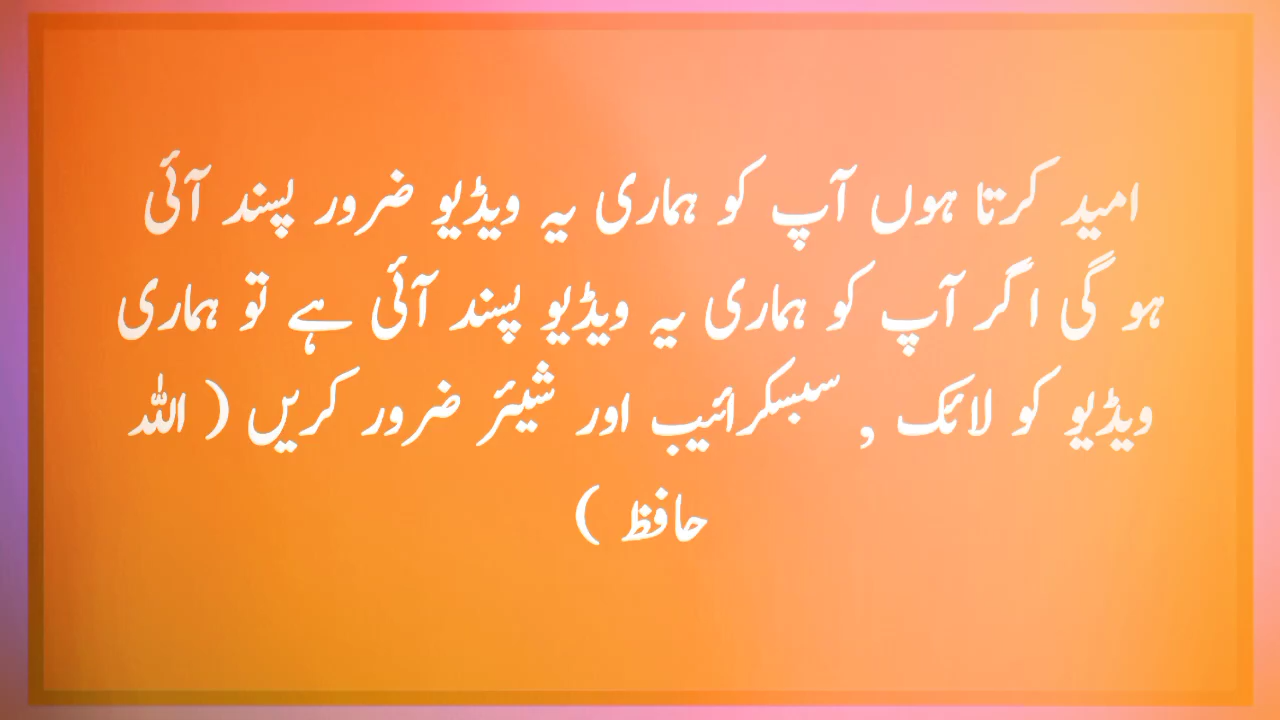 امید کرتا ہوں آپ کو ہماری یہ ویڈیو ضرور پسند آئی
ہو گی اگر آپ کو ہماری یہ ویڈیو پسند آئی ہے تو ہماری
ویڈیو کو لائک , سبسکرائیب اور شیئر ضرور کریں ( اللہ
حافظ )